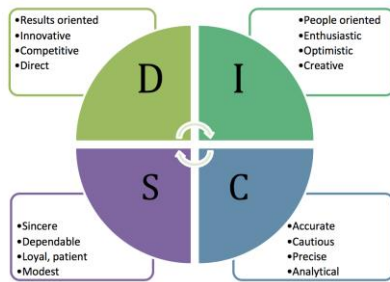 •Results oriented
•Innovative
•Competitive
•Direct
•People oriented
•Enthusiastic
•Optimistic
•Creative
D
I
S
C
•Sincere
•Dependable
•Loyal, patient
•Modest
•Accurate
•Cautious
•Precise
•Analytical